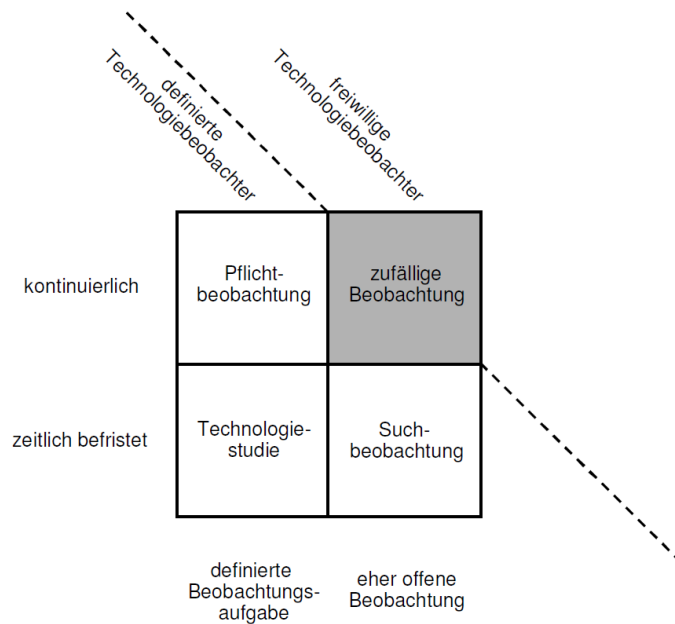 definierte
Technologiebeobachter
freiwillige
Technologiebeobachter
kontinuierlich
Pflicht-
beobachtung
zufällige
Beobachtung
zeitlich befristet
Technologie-
studie
Such-
beobachtung
definierte
Beobachtungs-
aufgabe
eher offene
Beobachtung